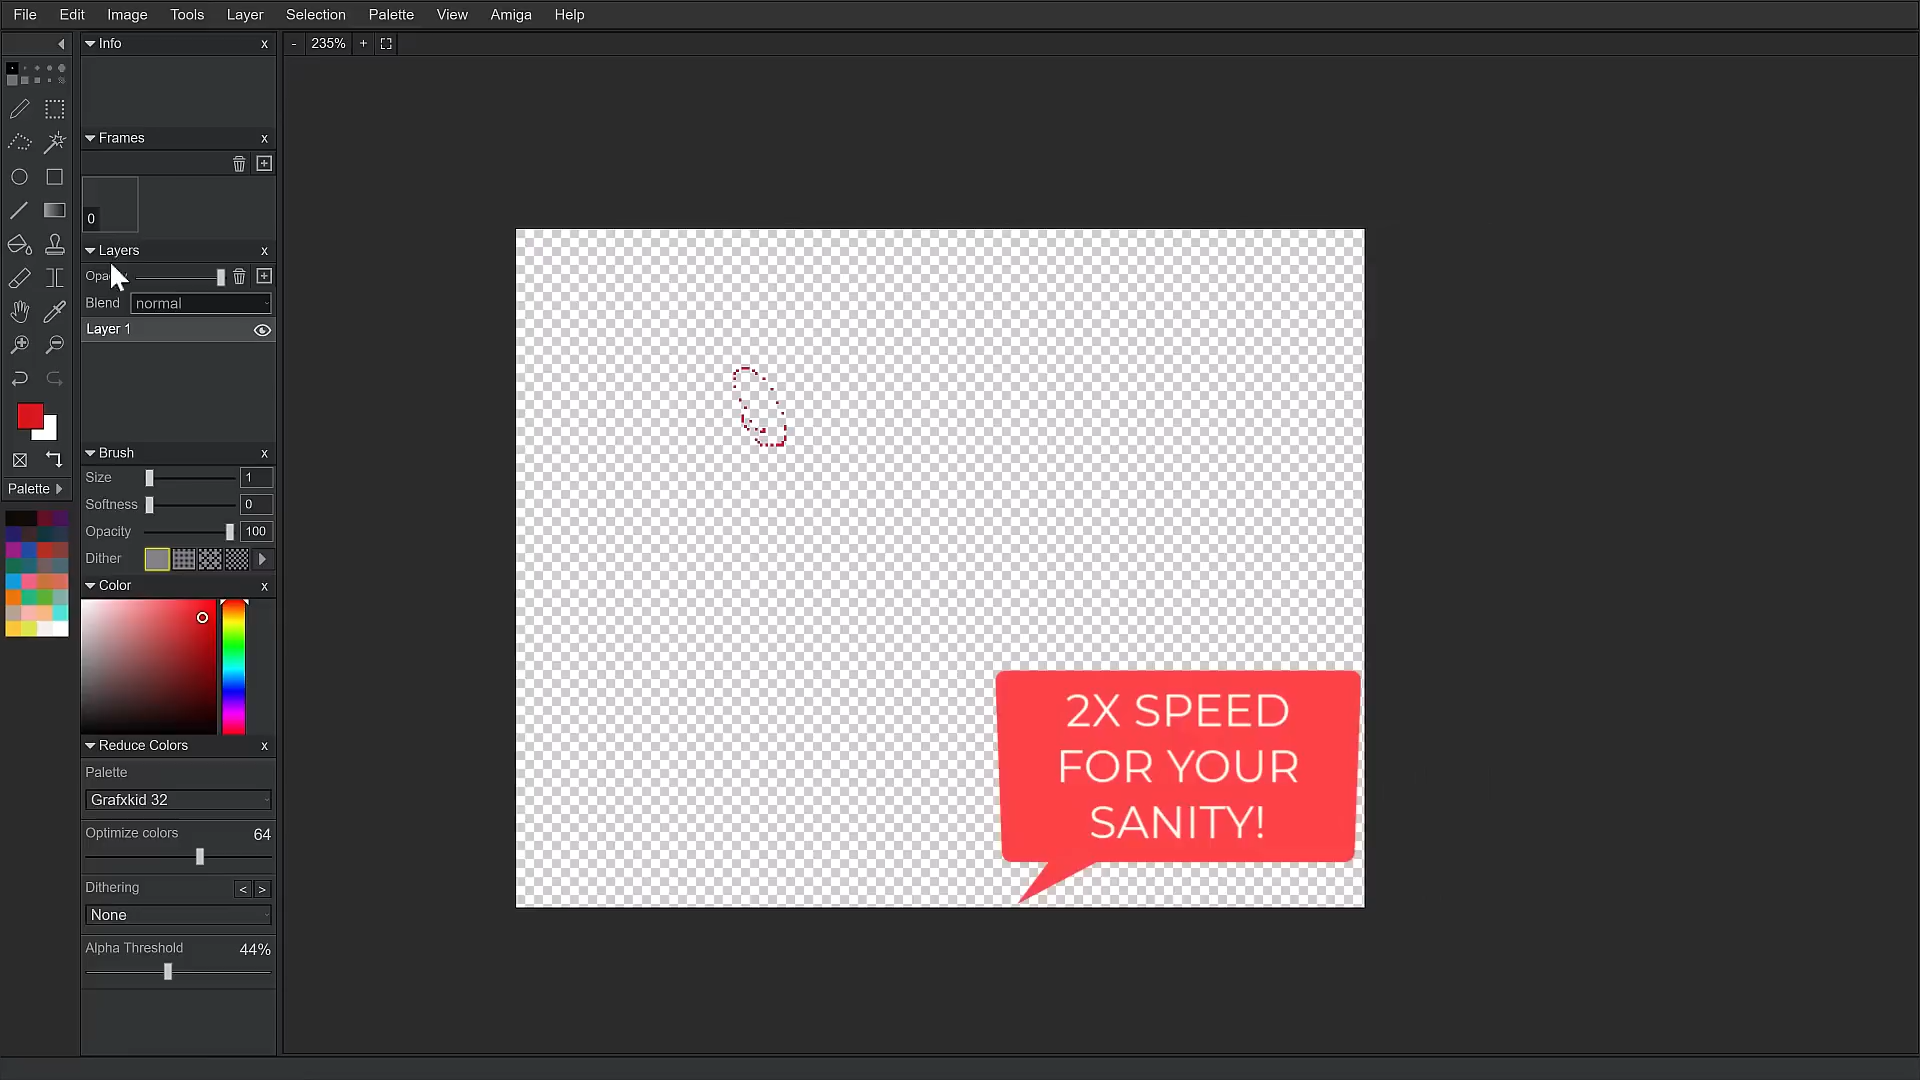 File Edit Image Tools Layer Selection Palette View Amiga Help
Info x
- 235% +
Frames x
0
Layers x
Blend normal
Layer 1
Palette
Brush x
Size 1
Softness 0
Opacity 100
Dither
Color x
Reduce Colors x
Palette
Grafxkid 32
Optimize colors 64
Dithering < >
None
Alpha Threshold 44%
2X SPEED
FOR YOUR
SANITY!